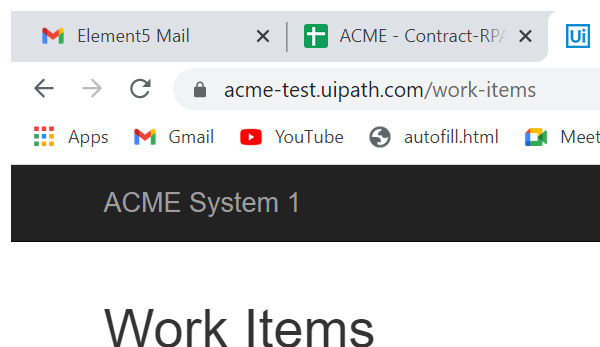 Element5 Mail ACME - Contract-RPA Ui
acme-test.uipath.com/work-items
Apps Gmail YouTube autofill.html Meet
ACME System 1
Work Items